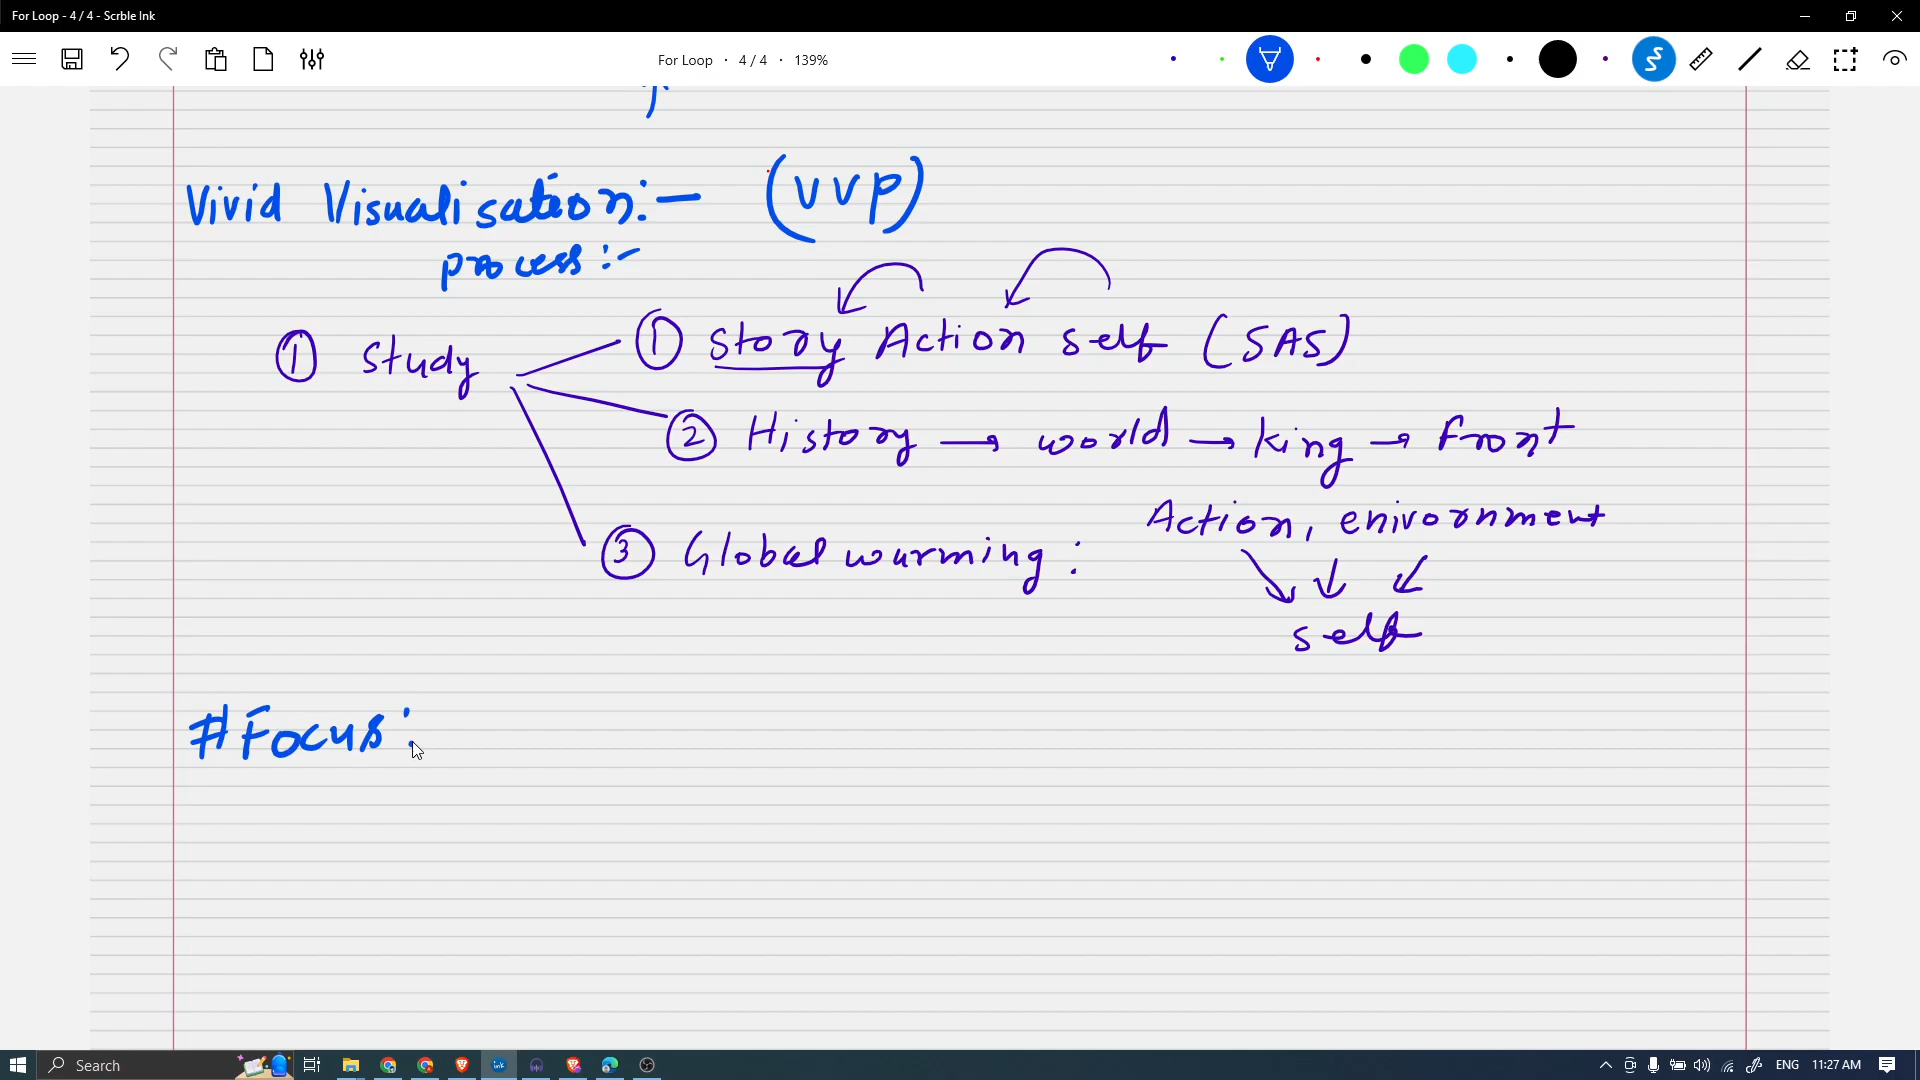 For Loop - 4 / 4 - Scrble Ink
For Loop • 4 / 4 • 139%
Vivid Visualisation:- (VVP)
process:-
① Study ① Story Action self (SAS)
② History → world → king → Front
Action, enivornment
③ Global warming:
self
#Focus:
Search
ink
ENG 11:27 AM